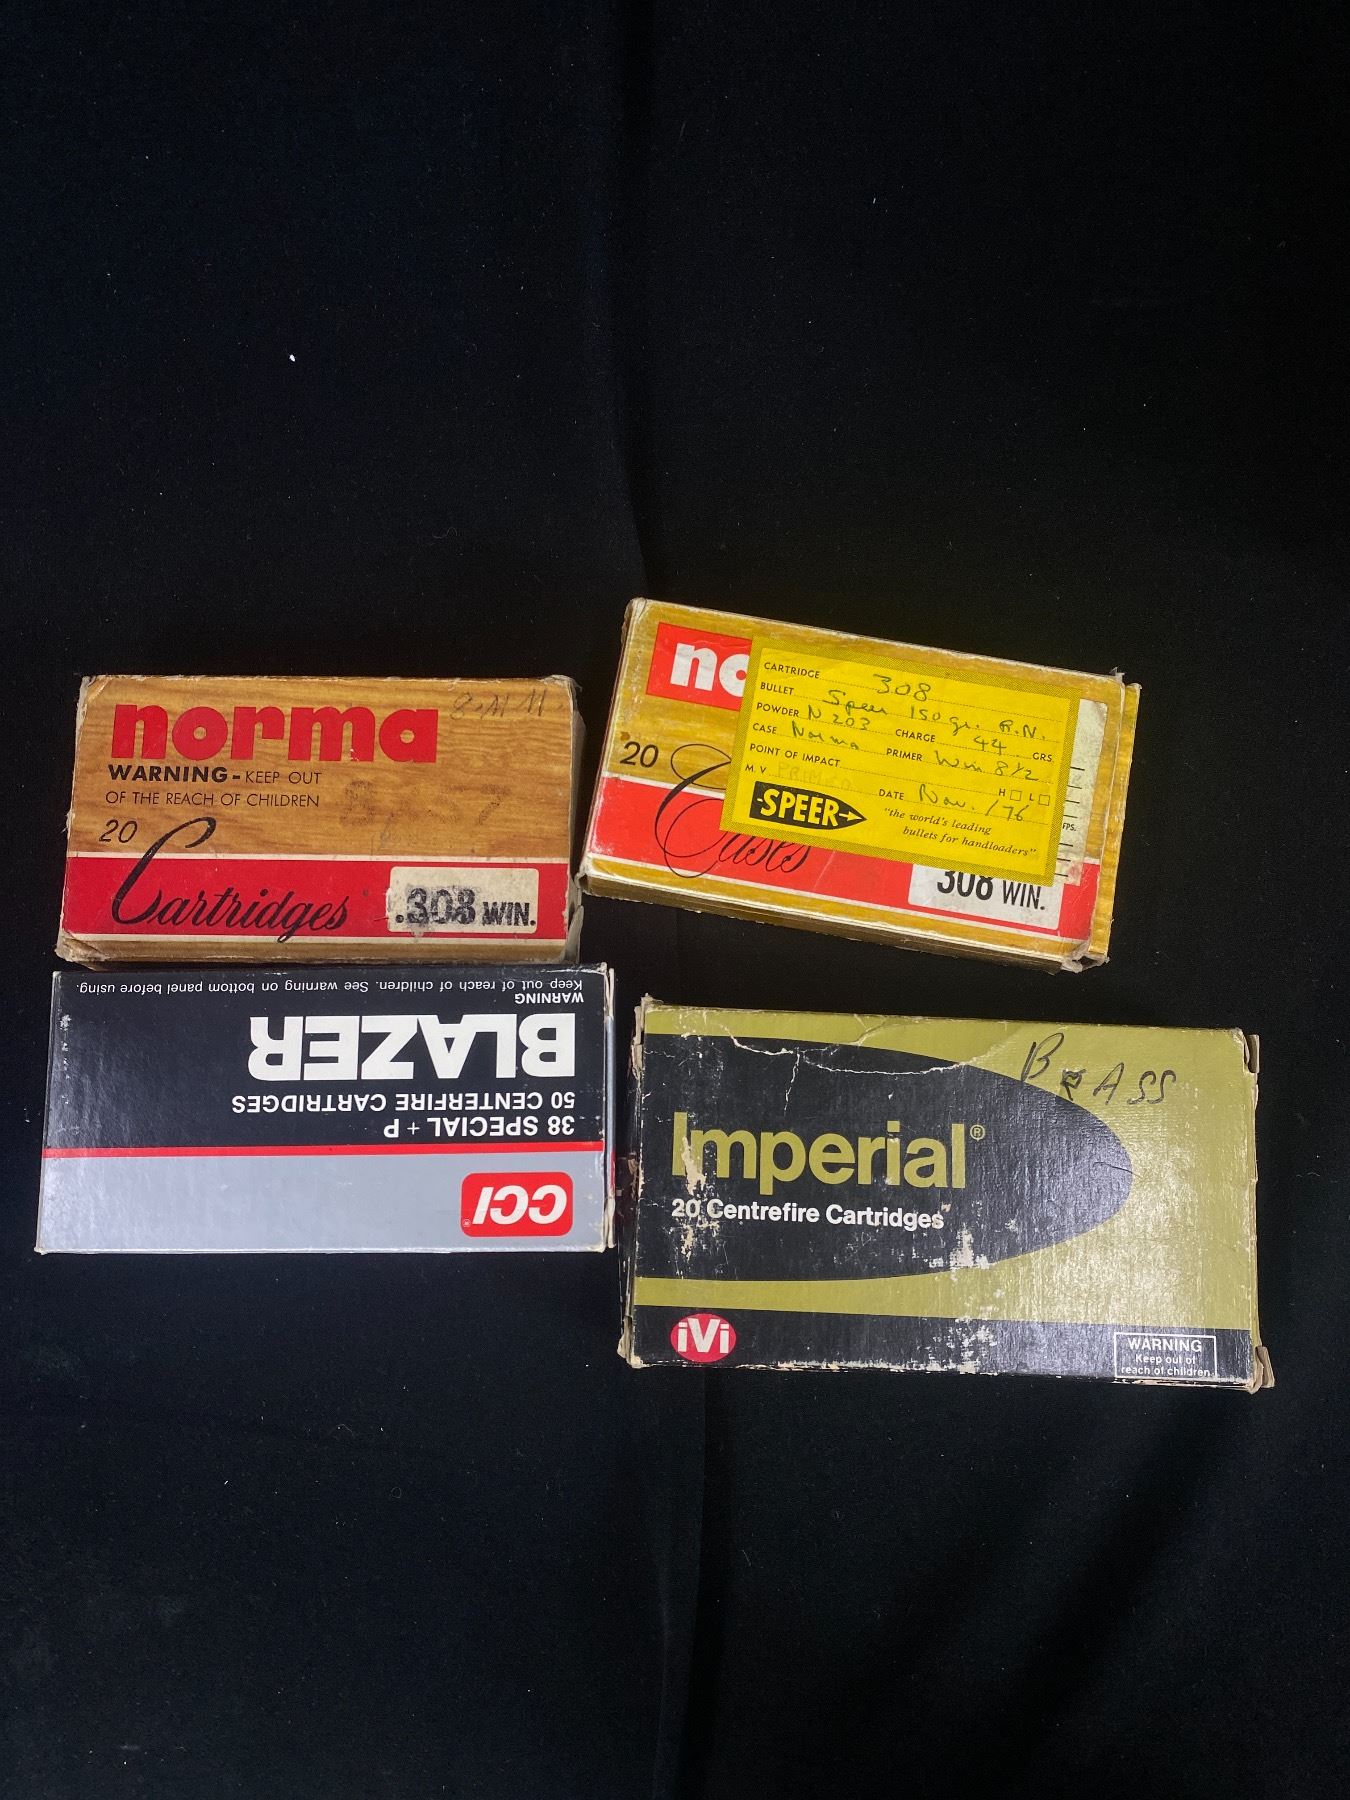 norma
WARNING-KEEP OUT
OF THE REACH OF CHILDREN
20
Cartridges
.308 WIN.
no
20
Cases
308 WIN.
CARTRIDGE 308
BULLET Speer 150 gr. R.N.
POWDER N 203 CHARGE 44 GRS.
CASE Norma PRIMER Win 8½
POINT OF IMPACT
M.V. PRIMED H L FPS.
DATE Nov. /76
SPEER
"the world's leading
bullets for handloaders"
WARNING
Keep out of reach of children. See warning on bottom panel before using.
BLAZER
50 CENTERFIRE CARTRIDGES
38 SPECIAL + P
CCI®
BRASS
Imperial®
20 Centrefire Cartridges
iVi
WARNING
Keep out of
reach of children